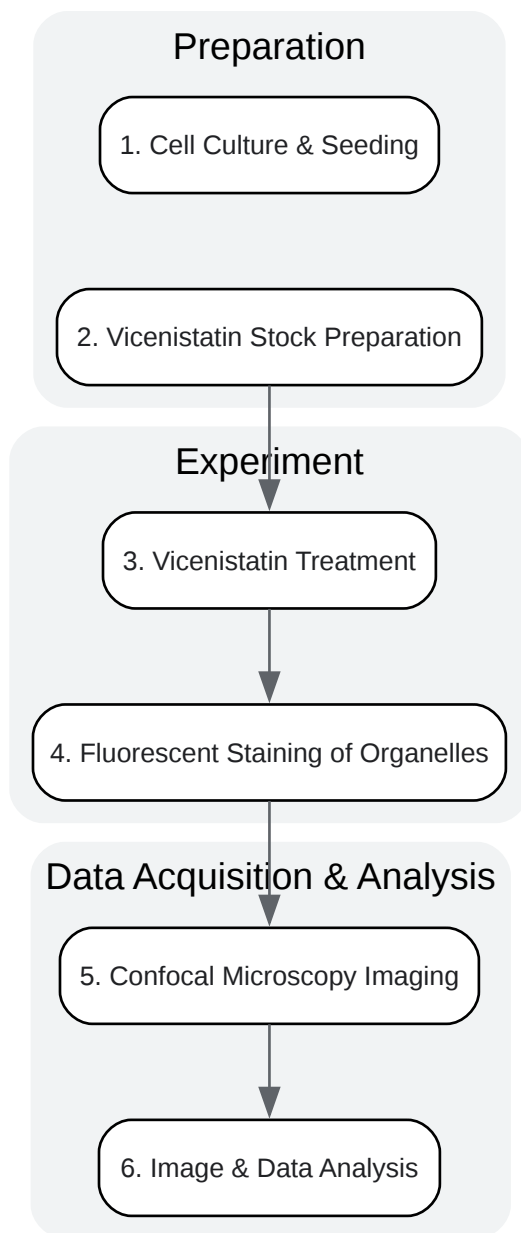 Preparation
1. Cell Culture & Seeding
2. Vicenistatin Stock Preparation
Experiment
3. Vicenistatin Treatment
4. Fluorescent Staining of Organelles
Data Acquisition & Analysis
5. Confocal Microscopy Imaging
6. Image & Data Analysis